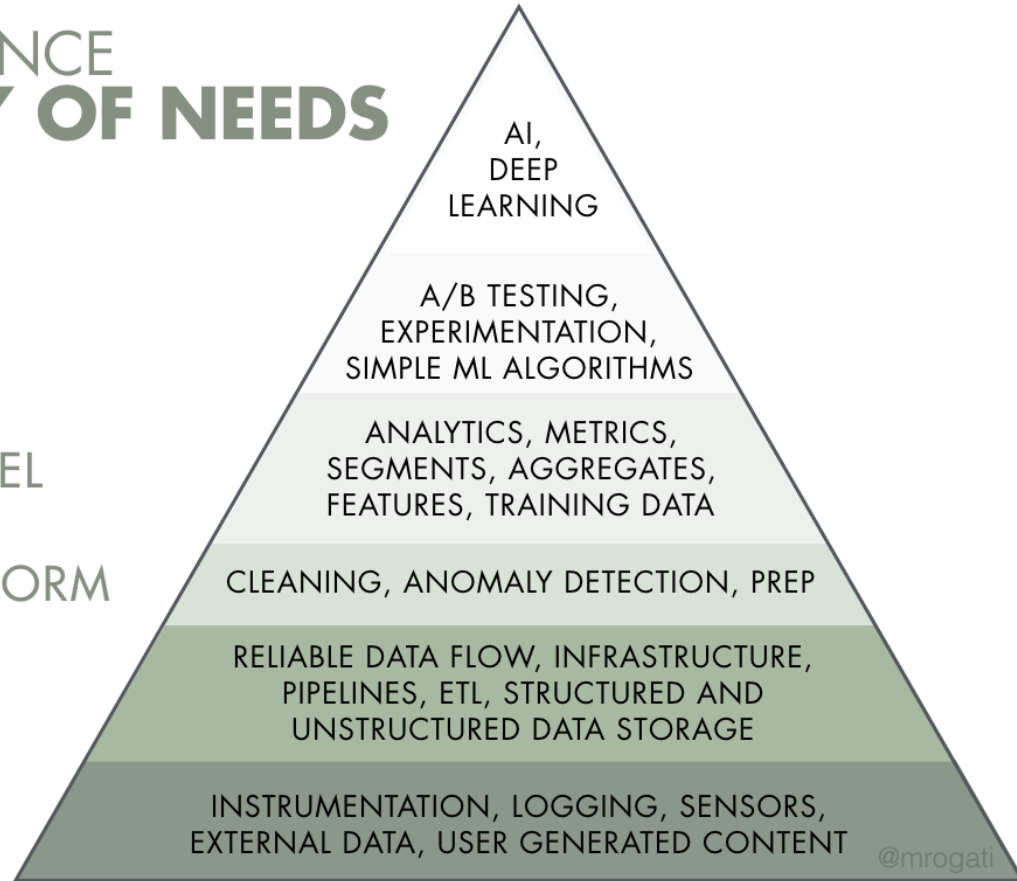 NCE
Y OF NEEDS
AI,
DEEP
LEARNING
A/B TESTING,
EXPERIMENTATION,
SIMPLE ML ALGORITHMS
ANALYTICS, METRICS,
SEGMENTS, AGGREGATES,
FEATURES, TRAINING DATA
EL
ORM
CLEANING, ANOMALY DETECTION, PREP
RELIABLE DATA FLOW, INFRASTRUCTURE,
PIPELINES, ETL, STRUCTURED AND
UNSTRUCTURED DATA STORAGE
INSTRUMENTATION, LOGGING, SENSORS,
EXTERNAL DATA, USER GENERATED CONTENT
@mrogati